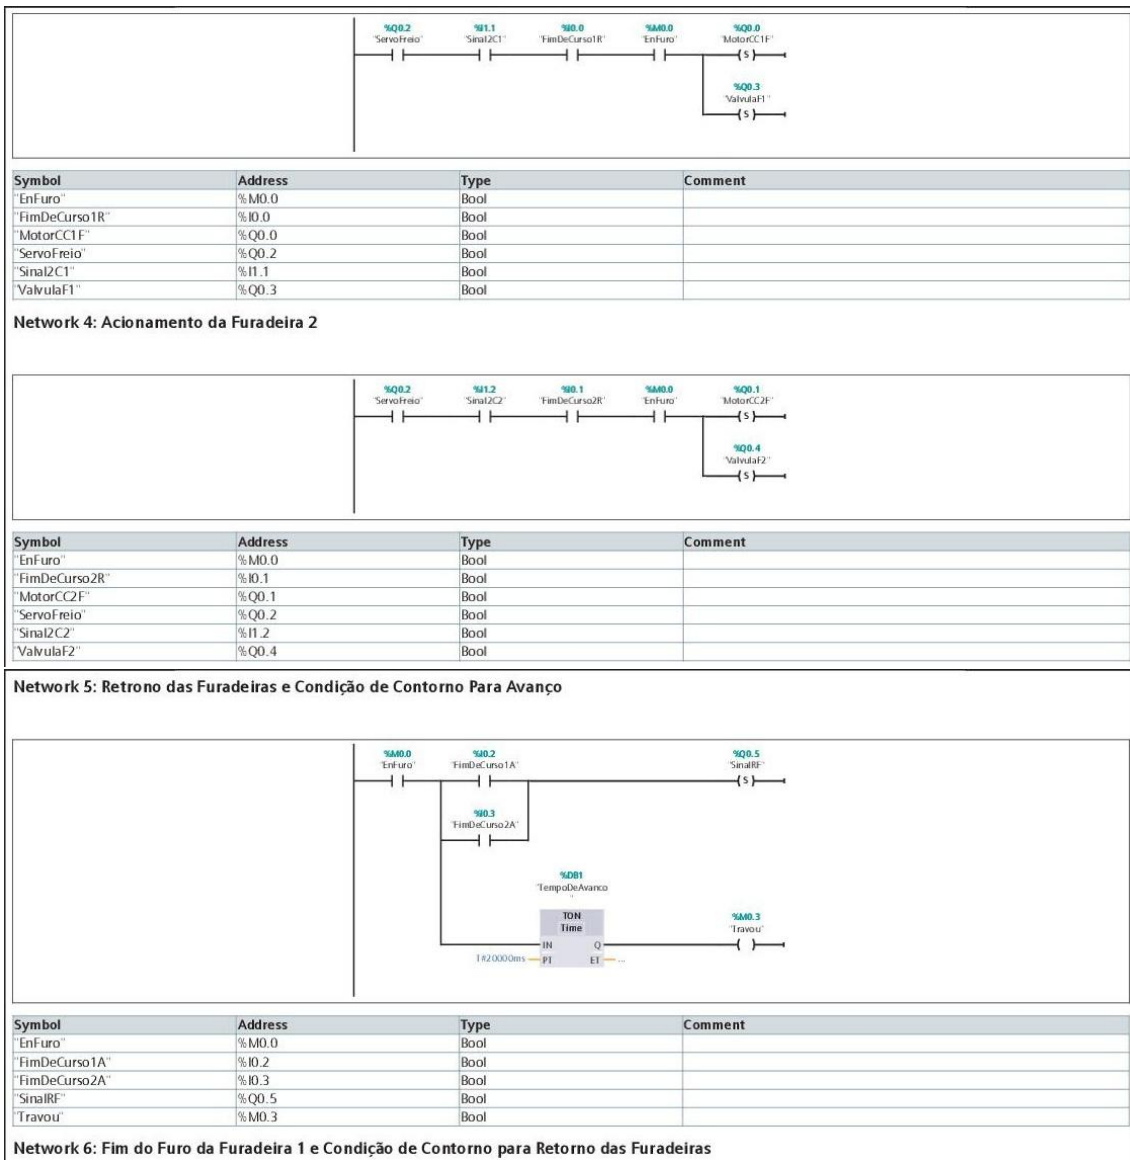 %Q0.2 %I1.1 %I0.0 %M0.0 %Q0.0
"ServoFreio" "Sinal2C1" "FimDeCurso1R" "EnFuro" "MotorCC1F"
S
%Q0.3
"ValvulaF1"
S
Symbol Address Type Comment
"EnFuro" %M0.0 Bool
"FimDeCurso1R" %I0.0 Bool
"MotorCC1F" %Q0.0 Bool
"ServoFreio" %Q0.2 Bool
"Sinal2C1" %I1.1 Bool
"ValvulaF1" %Q0.3 Bool
Network 4: Acionamento da Furadeira 2
%Q0.2 %I1.2 %I0.1 %M0.0 %Q0.1
"ServoFreio" "Sinal2C2" "FimDeCurso2R" "EnFuro" "MotorCC2F"
S
%Q0.4
"ValvulaF2"
S
Symbol Address Type Comment
"EnFuro" %M0.0 Bool
"FimDeCurso2R" %I0.1 Bool
"MotorCC2F" %Q0.1 Bool
"ServoFreio" %Q0.2 Bool
"Sinal2C2" %I1.2 Bool
"ValvulaF2" %Q0.4 Bool
Network 5: Retrono das Furadeiras e Condição de Contorno Para Avanço
%M0.0 %I0.2 %Q0.5
"EnFuro" "FimDeCurso1A" "SinalRF"
S
%I0.3
"FimDeCurso2A"
%DB1
"TempoDeAvanco
"
TON
Time
%M0.3
"Travou"
IN Q
T#20000ms PT ET ...
Symbol Address Type Comment
"EnFuro" %M0.0 Bool
"FimDeCurso1A" %I0.2 Bool
"FimDeCurso2A" %I0.3 Bool
"SinalRF" %Q0.5 Bool
"Travou" %M0.3 Bool
Network 6: Fim do Furo da Furadeira 1 e Condição de Contorno para Retorno das Furadeiras